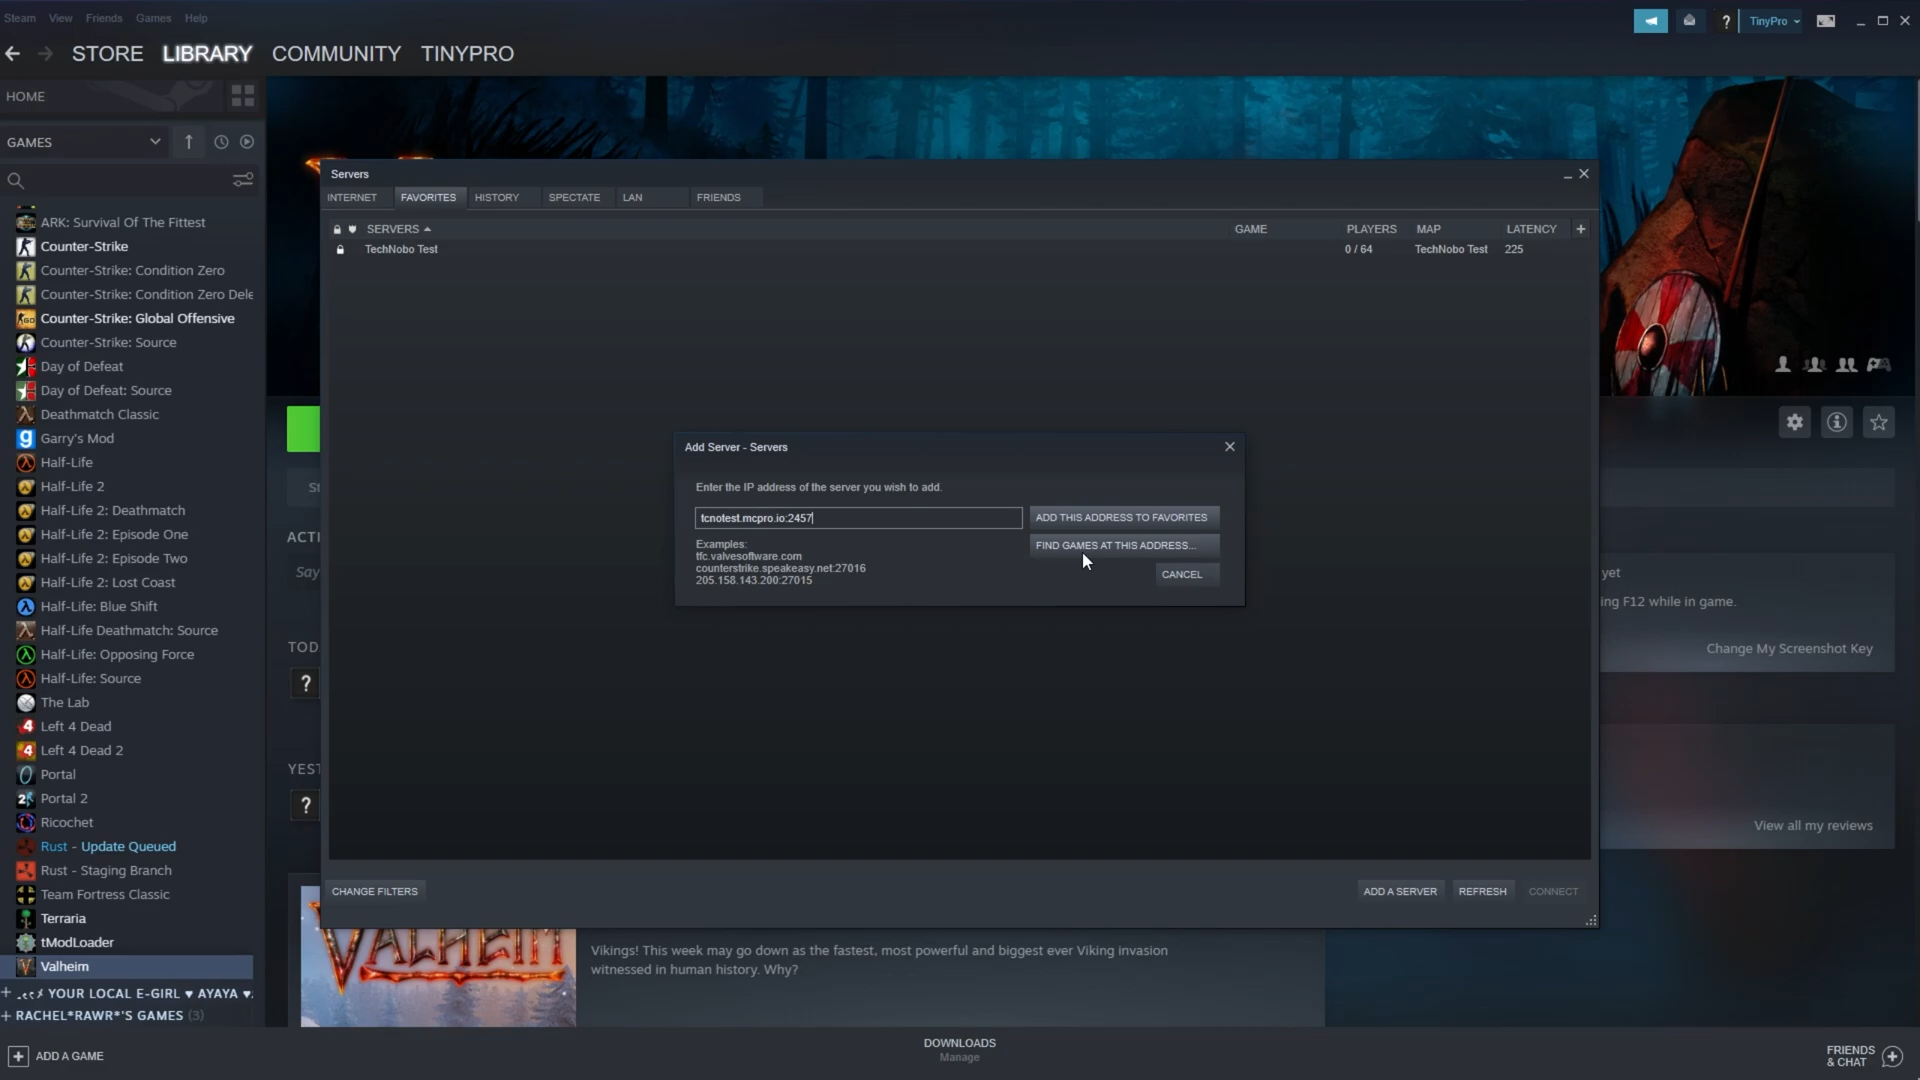 Steam View Friends Games Help
? TinyPro
STORE LIBRARY COMMUNITY TINYPRO
HOME
GAMES
ARK: Survival Of The Fittest
Counter-Strike
Counter-Strike: Condition Zero
Counter-Strike: Condition Zero Dele
Counter-Strike: Global Offensive
Counter-Strike: Source
Day of Defeat
Day of Defeat: Source
Deathmatch Classic
Garry's Mod
Half-Life
Half-Life 2
Half-Life 2: Deathmatch
Half-Life 2: Episode One
Half-Life 2: Episode Two
Half-Life 2: Lost Coast
Half-Life: Blue Shift
Half-Life Deathmatch: Source
Half-Life: Opposing Force
Half-Life: Source
The Lab
Left 4 Dead
Left 4 Dead 2
Portal
Portal 2
Ricochet
Rust - Update Queued
Rust - Staging Branch
Team Fortress Classic
Terraria
tModLoader
Valheim
YOUR LOCAL E-GIRL ♥ AYAYA ♥
+ RACHEL*RAWR*'S GAMES (3)
+ ADD A GAME
Servers
INTERNET FAVORITES HISTORY SPECTATE LAN FRIENDS
SERVERS GAME PLAYERS MAP LATENCY +
TechNobo Test 0 / 64 TechNobo Test 225
Add Server - Servers
Enter the IP address of the server you wish to add.
tcnotest.mcpro.io:2457
ADD THIS ADDRESS TO FAVORITES
FIND GAMES AT THIS ADDRESS...
CANCEL
Examples:
tfc.valvesoftware.com
counterstrike.speakeasy.net:27016
205.158.143.200:27015
CHANGE FILTERS ADD A SERVER REFRESH CONNECT
St
ACTI
Say
TOD
?
YEST
?
yet
ing F12 while in game.
Change My Screenshot Key
View all my reviews
VALHEIM
Vikings! This week may go down as the fastest, most powerful and biggest ever Viking invasion
witnessed in human history. Why?
DOWNLOADS
Manage
FRIENDS
& CHAT